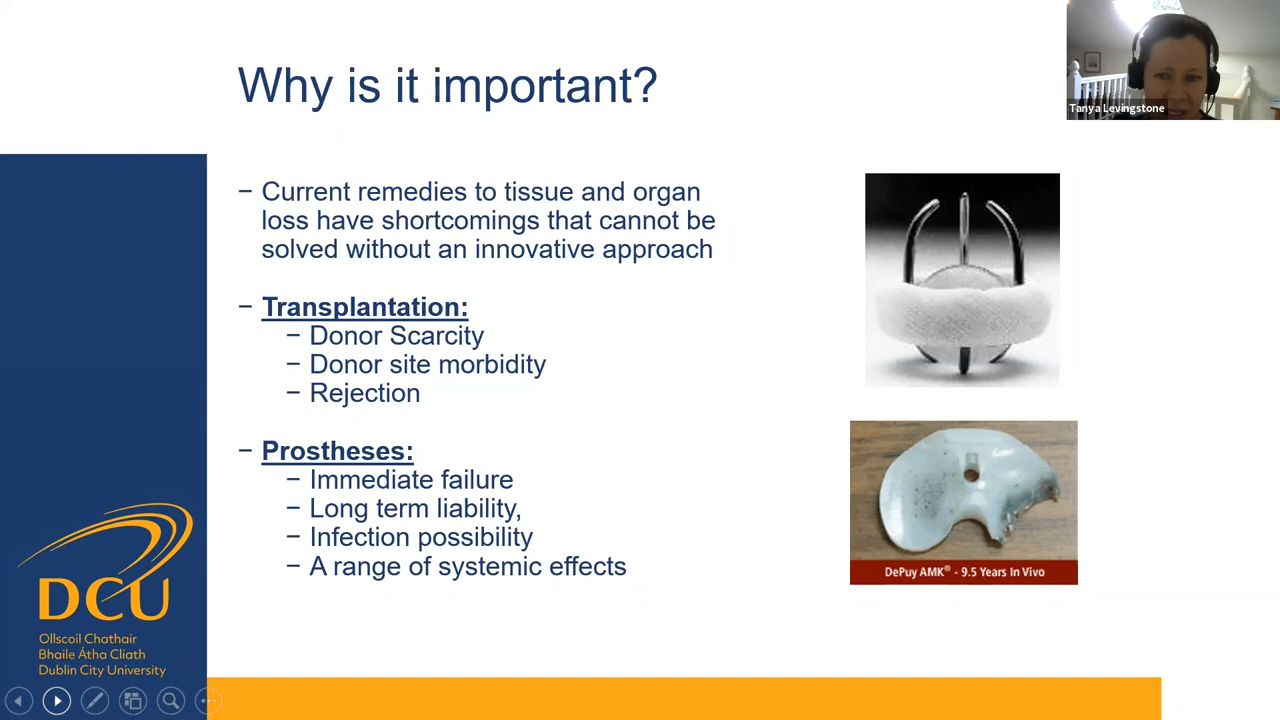 Why is it important?
Tanya Levingstone
− Current remedies to tissue and organ
loss have shortcomings that cannot be
solved without an innovative approach
− Transplantation:
− Donor Scarcity
− Donor site morbidity
− Rejection
− Prostheses:
− Immediate failure
− Long term liability,
− Infection possibility
− A range of systemic effects
DePuy AMK® - 9.5 Years In Vivo
DCU
Ollscoil Chathair
Bhaile Átha Cliath
Dublin City University